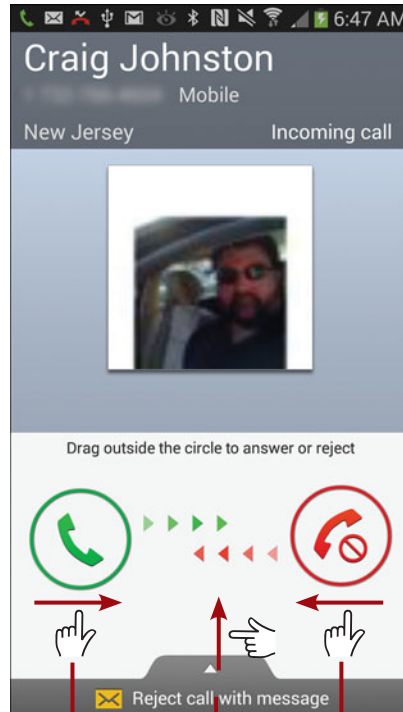 6:47 AM
Craig Johnston
Mobile
New Jersey Incoming call
Drag outside the circle to answer or reject
Reject call with message